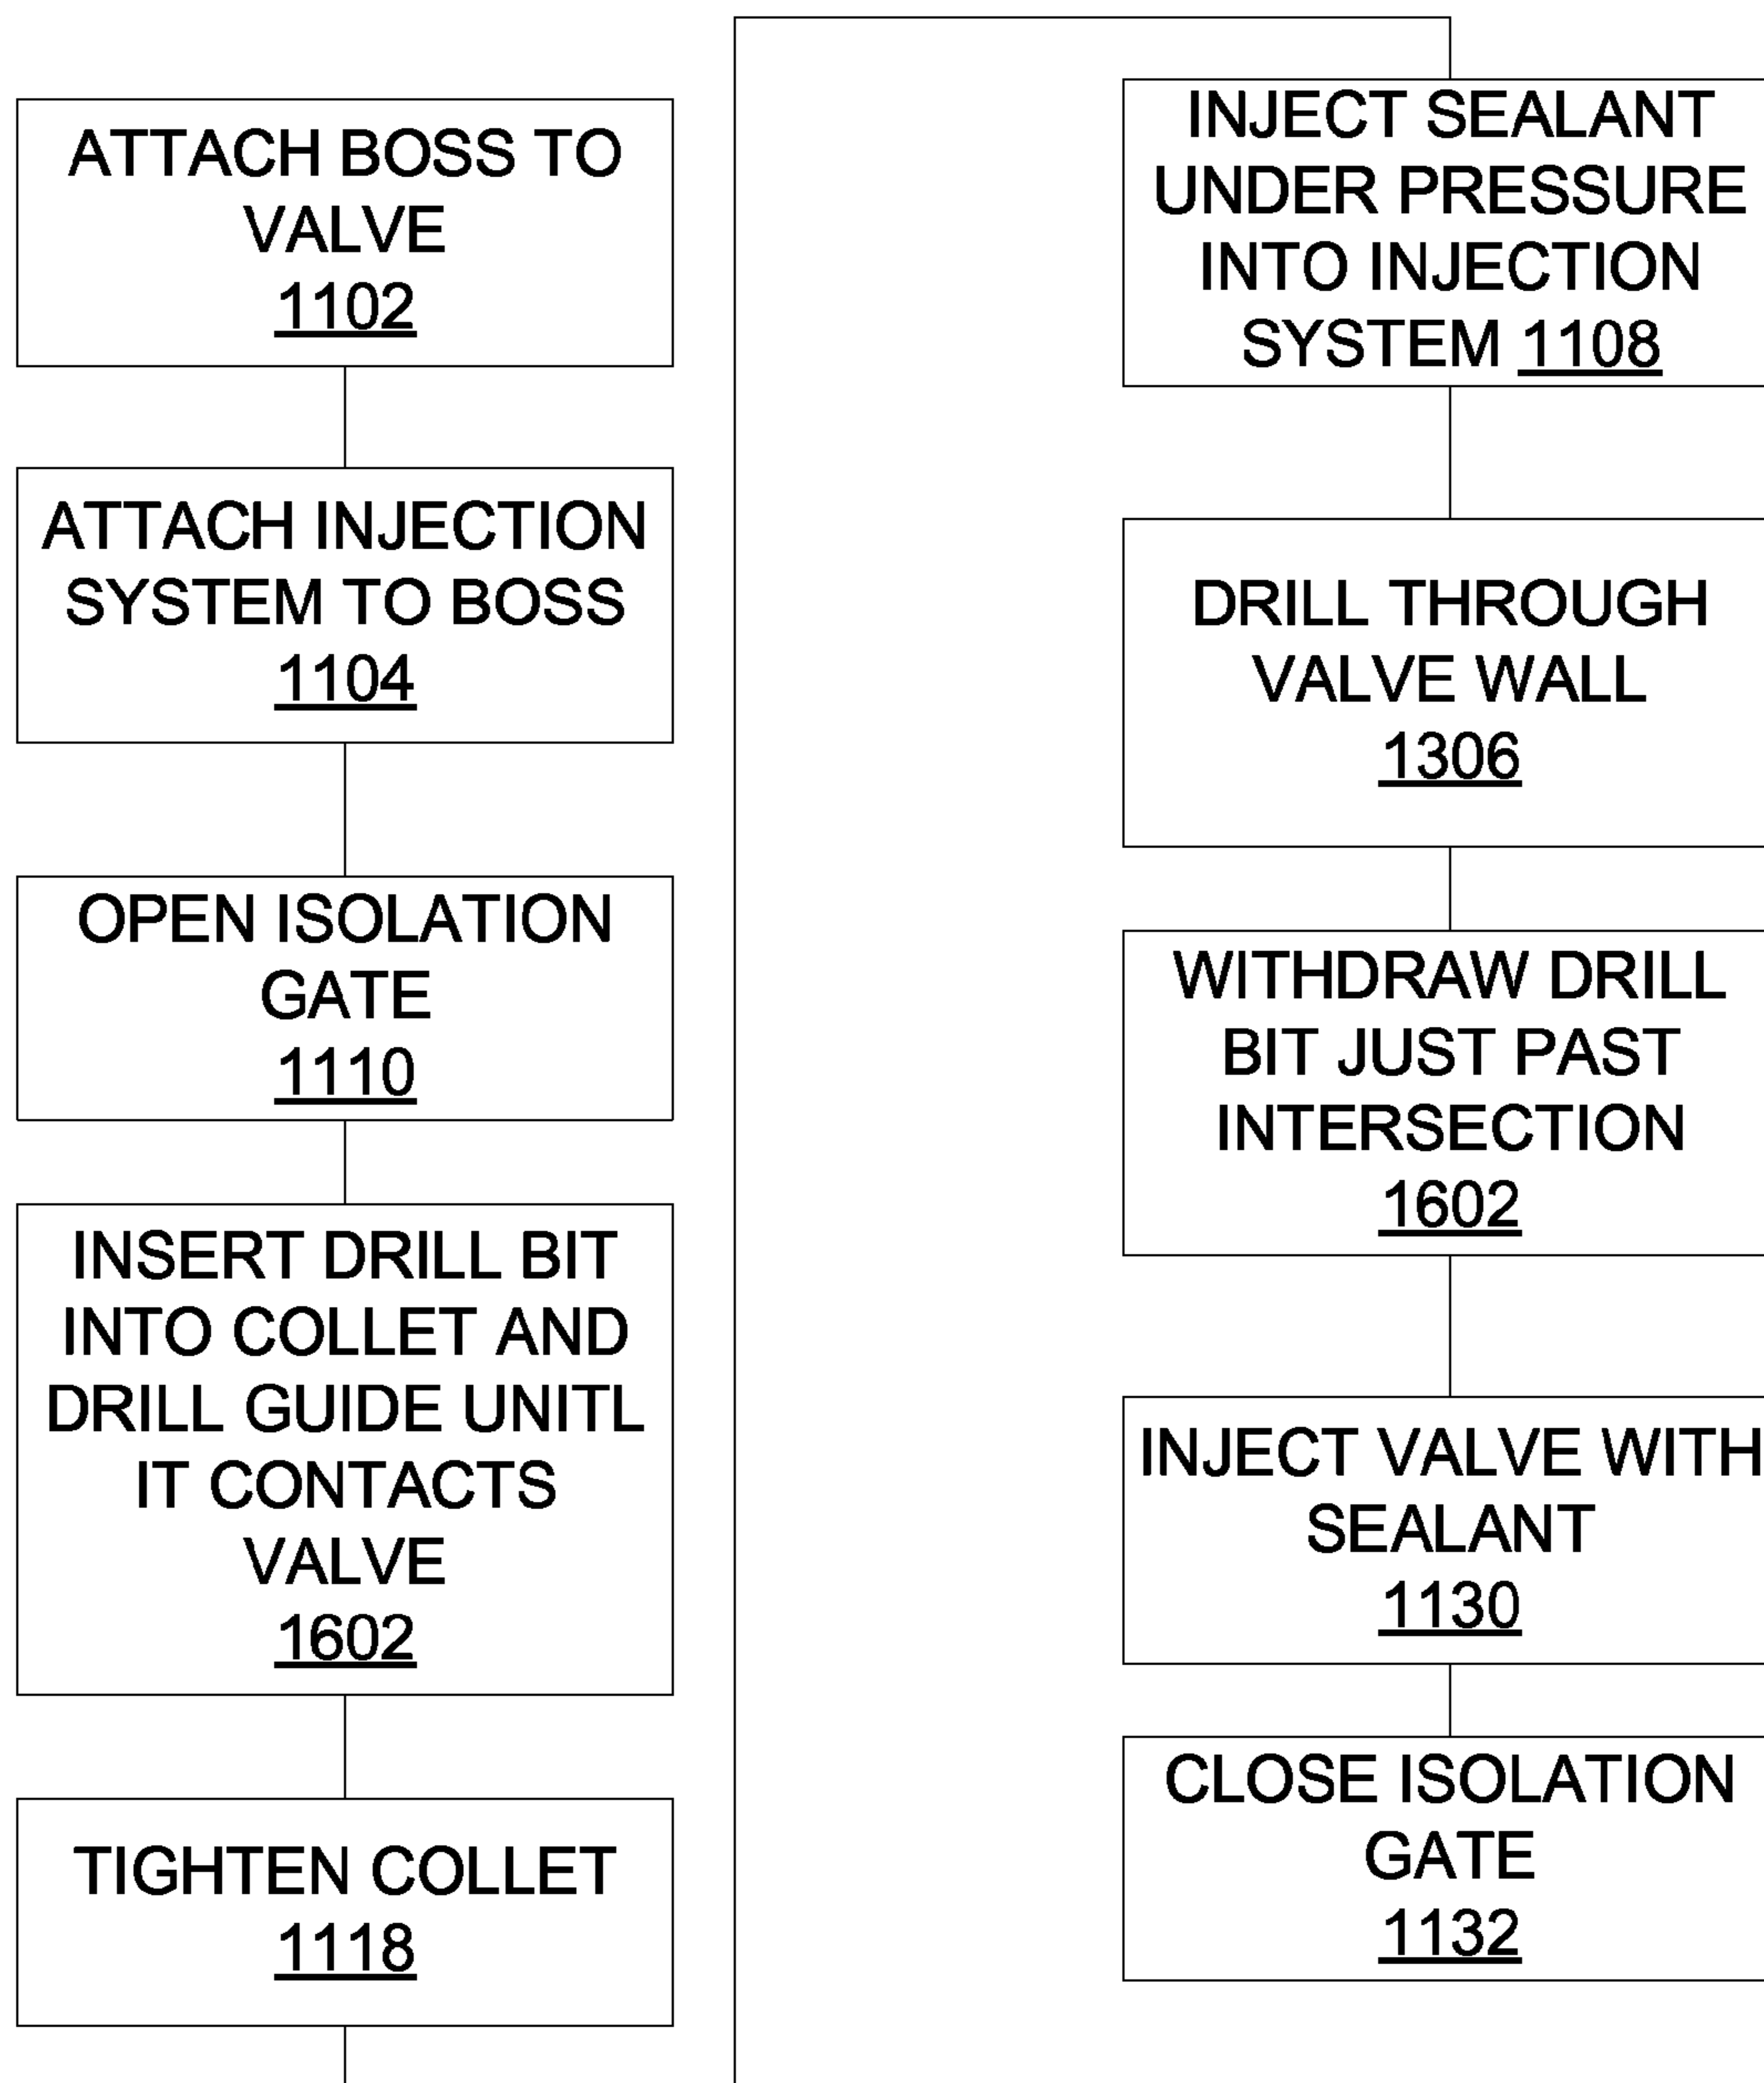 ATTACH BOSS TO
VALVE
1102
ATTACH INJECTION
SYSTEM TO BOSS
1104
OPEN ISOLATION
GATE
1110
INSERT DRILL BIT
INTO COLLET AND
DRILL GUIDE UNITL
IT CONTACTS
VALVE
1602
TIGHTEN COLLET
1118
INJECT SEALANT
UNDER PRESSURE
INTO INJECTION
SYSTEM 1108
DRILL THROUGH
VALVE WALL
1306
WITHDRAW DRILL
BIT JUST PAST
INTERSECTION
1602
INJECT VALVE WITH
SEALANT
1130
CLOSE ISOLATION
GATE
1132